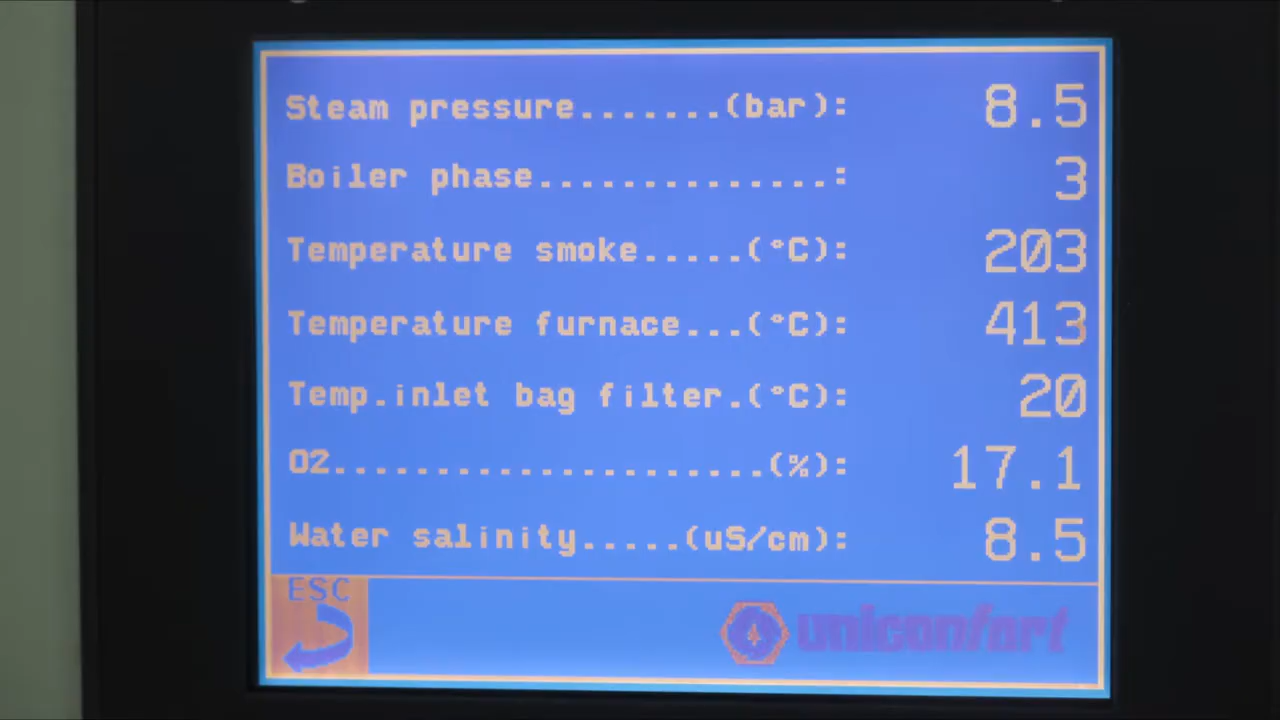 Steam pressure.......(bar): 8.5
Boiler phase..............: 3
Temperature smoke.....(°C): 203
Temperature furnace...(°C): 413
Temp.inlet bag filter.(°C): 20
O2.....................(%): 17.1
Water salinity.....(uS/cm): 8.5
ESC
uniconfort